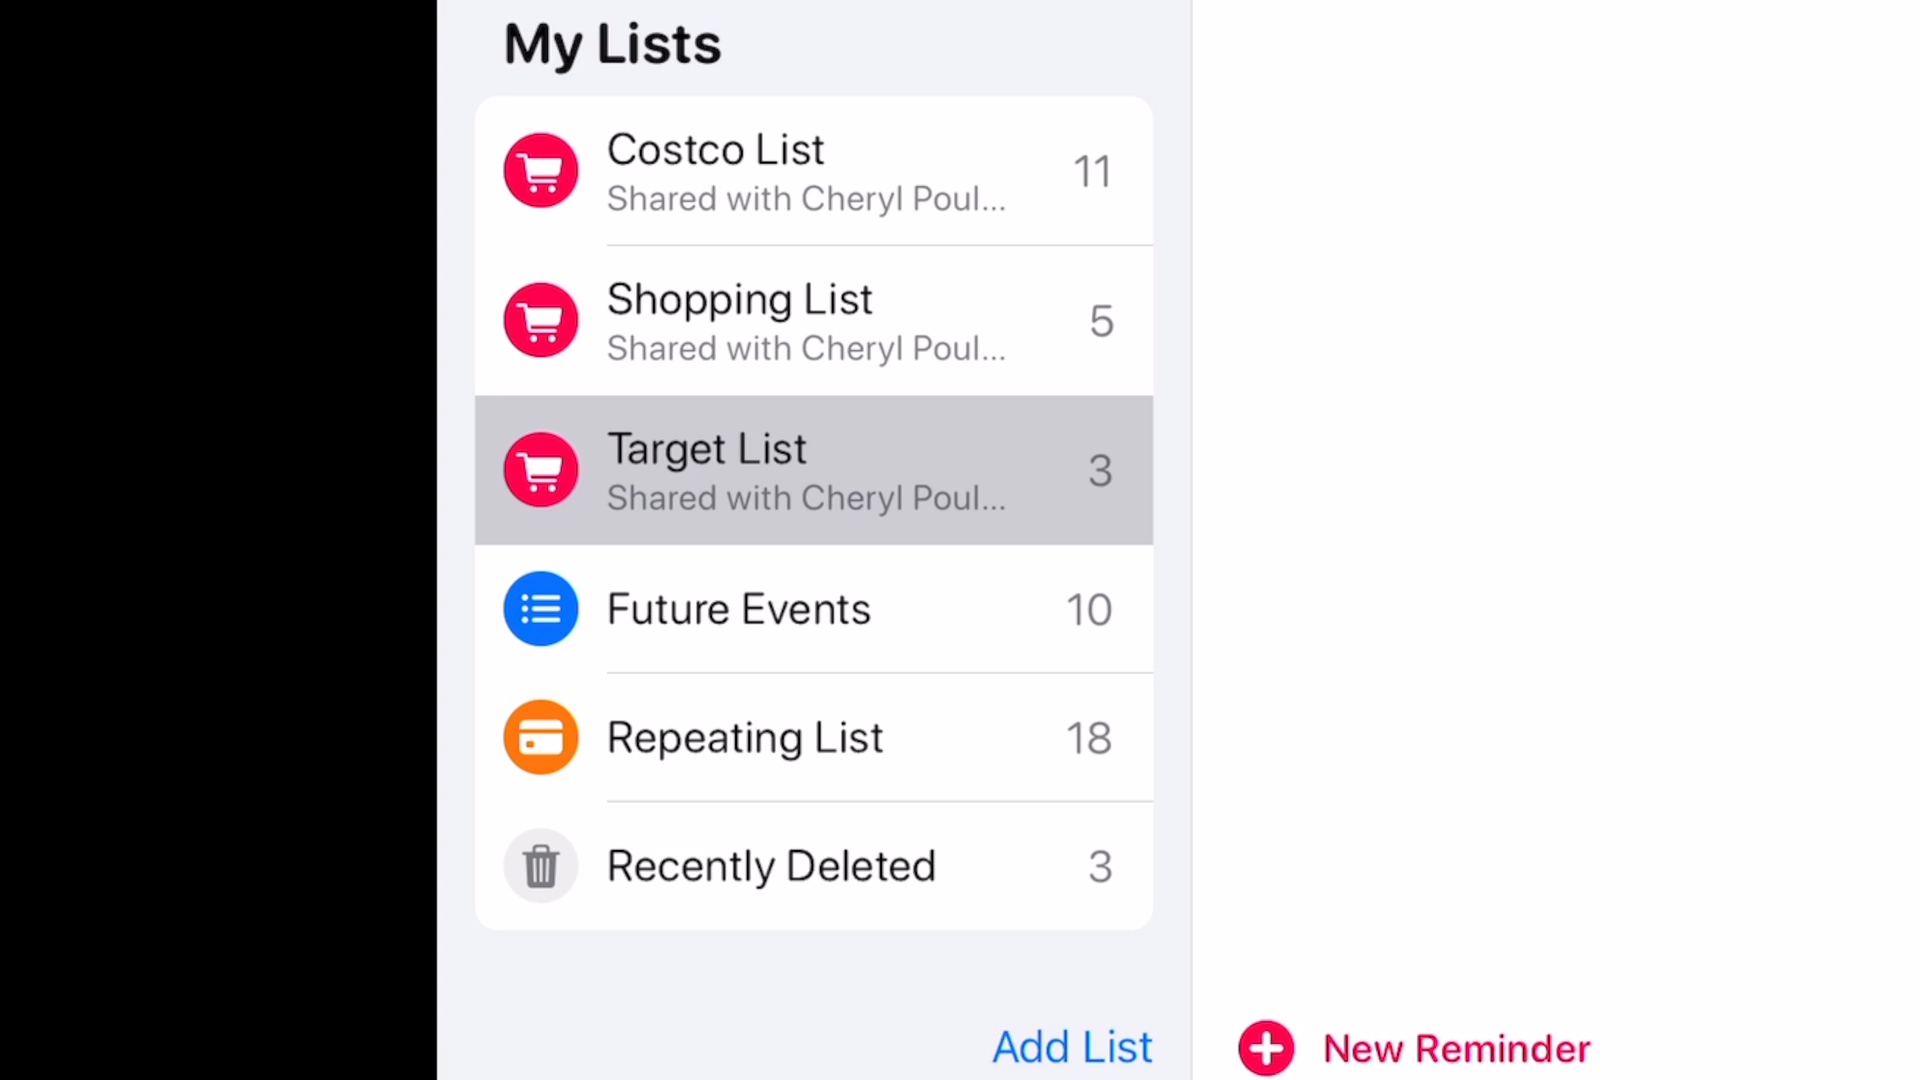 My Lists
Costco List
Shared with Cheryl Poul...
11
Shopping List
Shared with Cheryl Poul...
5
Target List
Shared with Cheryl Poul...
3
Future Events
10
Repeating List
18
Recently Deleted
3
Add List
New Reminder